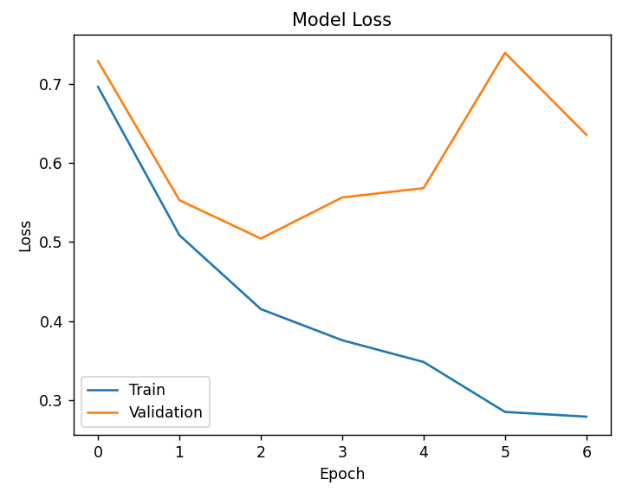 Model Loss
0.7
0.6
0.5
0.4
0.3
Loss
Train
Validation
0 1 2 3 4 5 6
Epoch